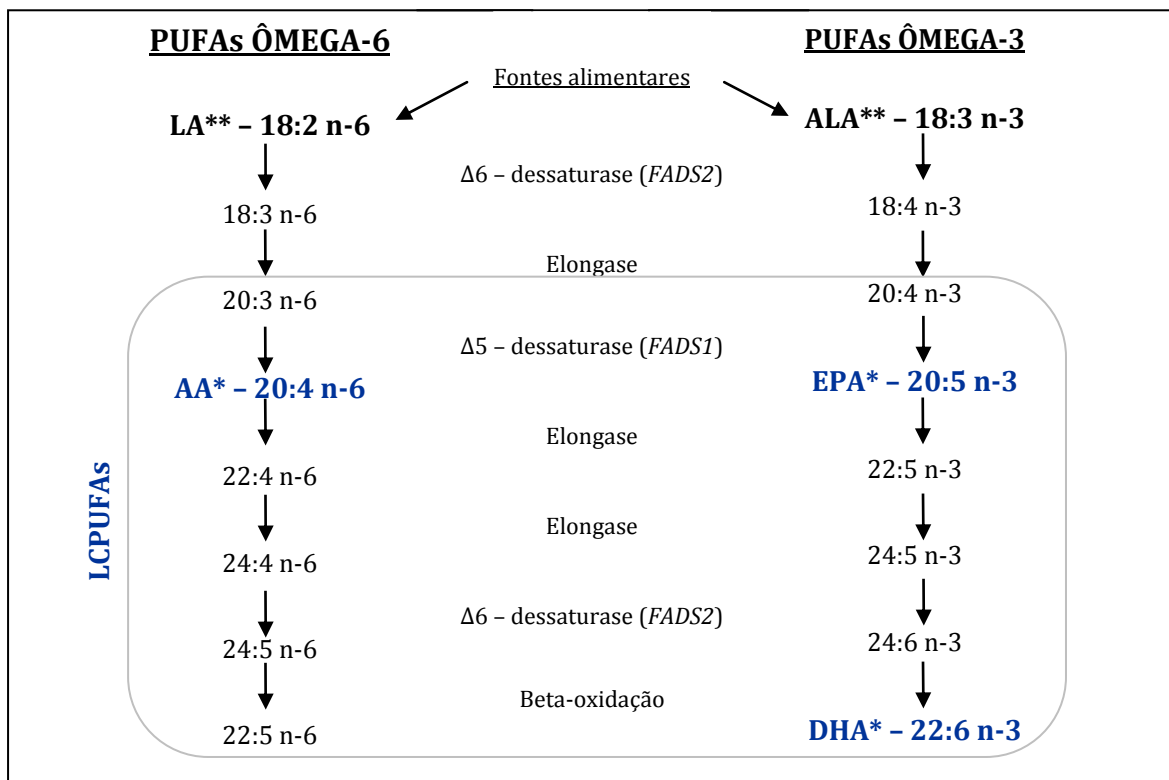 PUFAs ÔMEGA-6
PUFAs ÔMEGA-3
Fontes alimentares
LA** – 18:2 n-6
ALA** – 18:3 n-3
Δ6 – dessaturase (FADS2)
18:3 n-6
18:4 n-3
Elongase
20:3 n-6
20:4 n-3
Δ5 – dessaturase (FADS1)
AA* – 20:4 n-6
EPA* – 20:5 n-3
Elongase
22:4 n-6
22:5 n-3
LCPUFAs
Elongase
24:4 n-6
24:5 n-3
Δ6 – dessaturase (FADS2)
24:5 n-6
24:6 n-3
Beta-oxidação
22:5 n-6
DHA* – 22:6 n-3